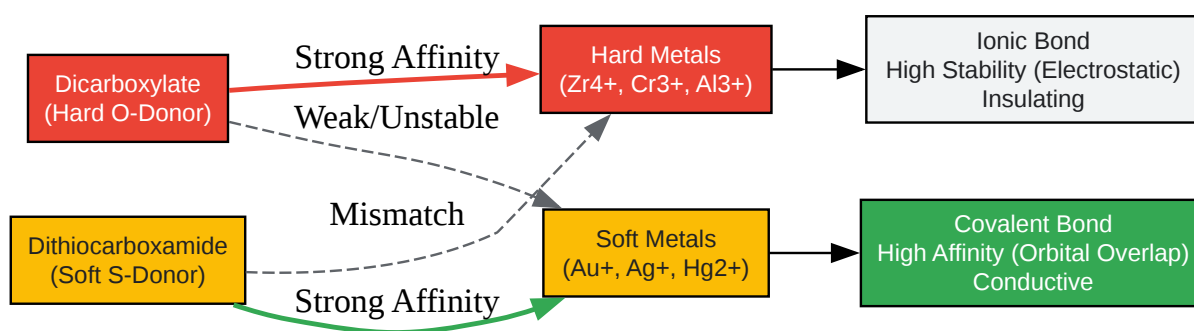 Strong Affinity
Dicarboxylate
(Hard O-Donor)
Hard Metals
(Zr4+, Cr3+, Al3+)
Ionic Bond
High Stability (Electrostatic)
Insulating
Weak/Unstable
Mismatch
Dithiocarboxamide
(Soft S-Donor)
Soft Metals
(Au+, Ag+, Hg2+)
Covalent Bond
High Affinity (Orbital Overlap)
Conductive
Strong Affinity